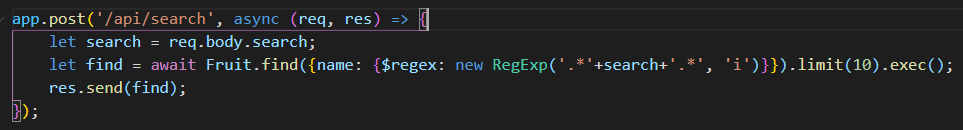 app.post('/api/search', async (req, res) => {
    let search = req.body.search;
    let find = await Fruit.find({name: {$regex: new RegExp('.*'+search+'.*', 'i')}}).limit(10).exec();
    res.send(find);
});